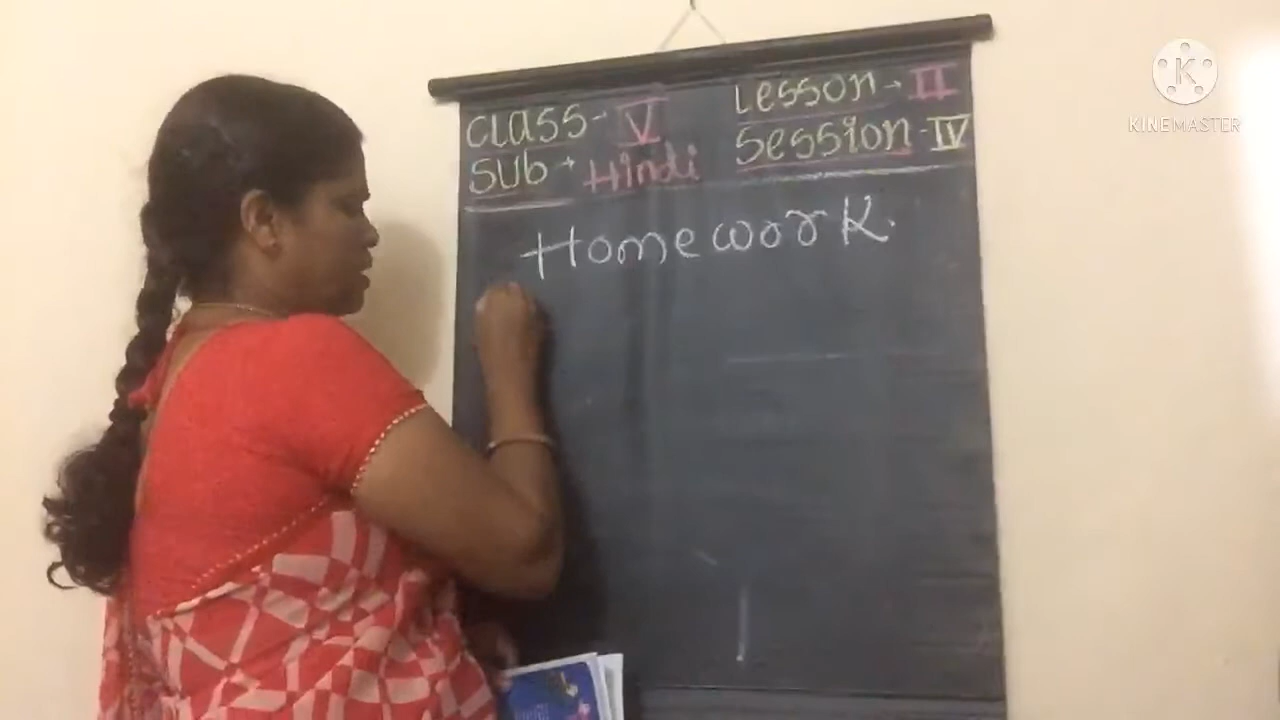 Class - V
Lesson - II
Sub + Hindi
Session - IV
Homework.
KINEMASTER